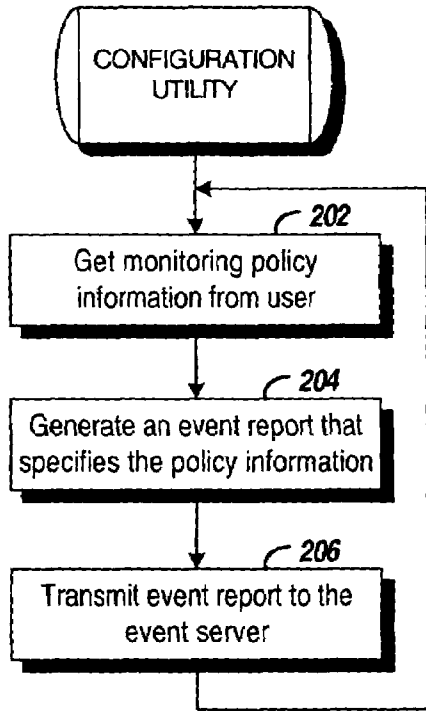 CONFIGURATION
UTILITY
202
Get monitoring policy
information from user
204
Generate an event report that
specifies the policy information
206
Transmit event report to the
event server